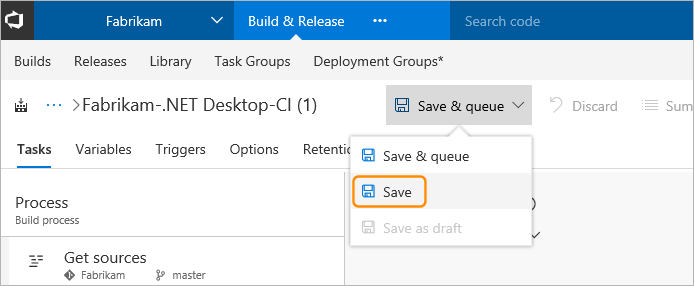 Fabrikam Build & Release ··· Search code
Builds Releases Library Task Groups Deployment Groups*
··· >Fabrikam-.NET Desktop-CI (1) Save & queue Discard Sum
Tasks Variables Triggers Options Retentio
Save & queue
Save
Save as draft
Process
Build process
Get sources
Fabrikam master